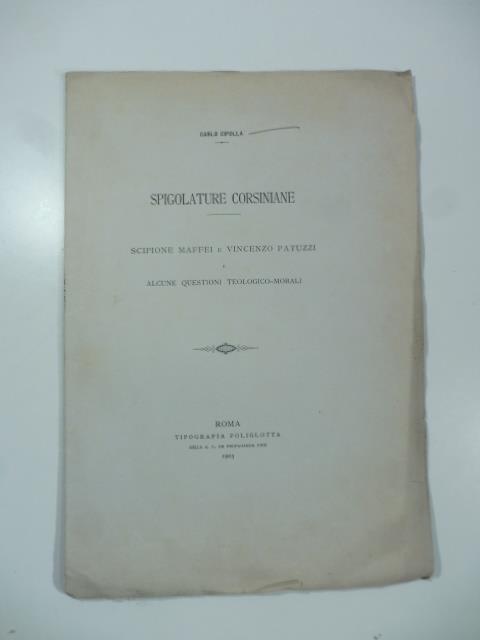 CARLO CIPOLLA
SPIGOLATURE CORSINIANE
SCIPIONE MAFFEI E VINCENZO PATUZZI
E
ALCUNE QUESTIONI TEOLOGICO-MORALI
ROMA
TIPOGRAFIA POLIGLOTTA
DELLA S. C. DE PROPAGANDA FIDE
1903